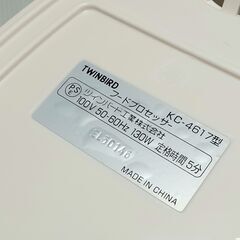 TWINBIRD
フードプロセッサー KC-4617型
PSE ツインバード工業株式会社
100V 50-60Hz 130W 定格時間5分
MADE IN CHINA